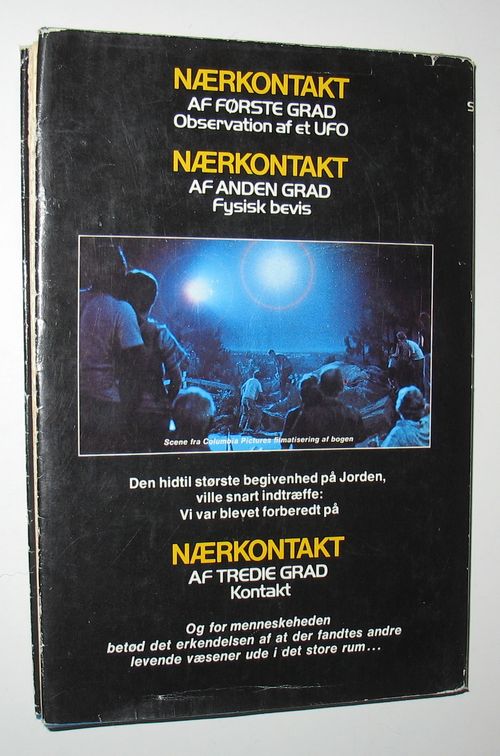 NÆRKONTAKT
AF FØRSTE GRAD
Observation af et UFO
NÆRKONTAKT
AF ANDEN GRAD
Fysisk bevis
Scene fra Columbia Pictures filmatisering af bogen
Den hidtil største begivenhed på Jorden,
ville snart indtræffe:
Vi var blevet forberedt på
NÆRKONTAKT
AF TREDIE GRAD
Kontakt
Og for menneskeheden
betød det erkendelsen af at der fandtes andre
levende væsener ude i det store rum...